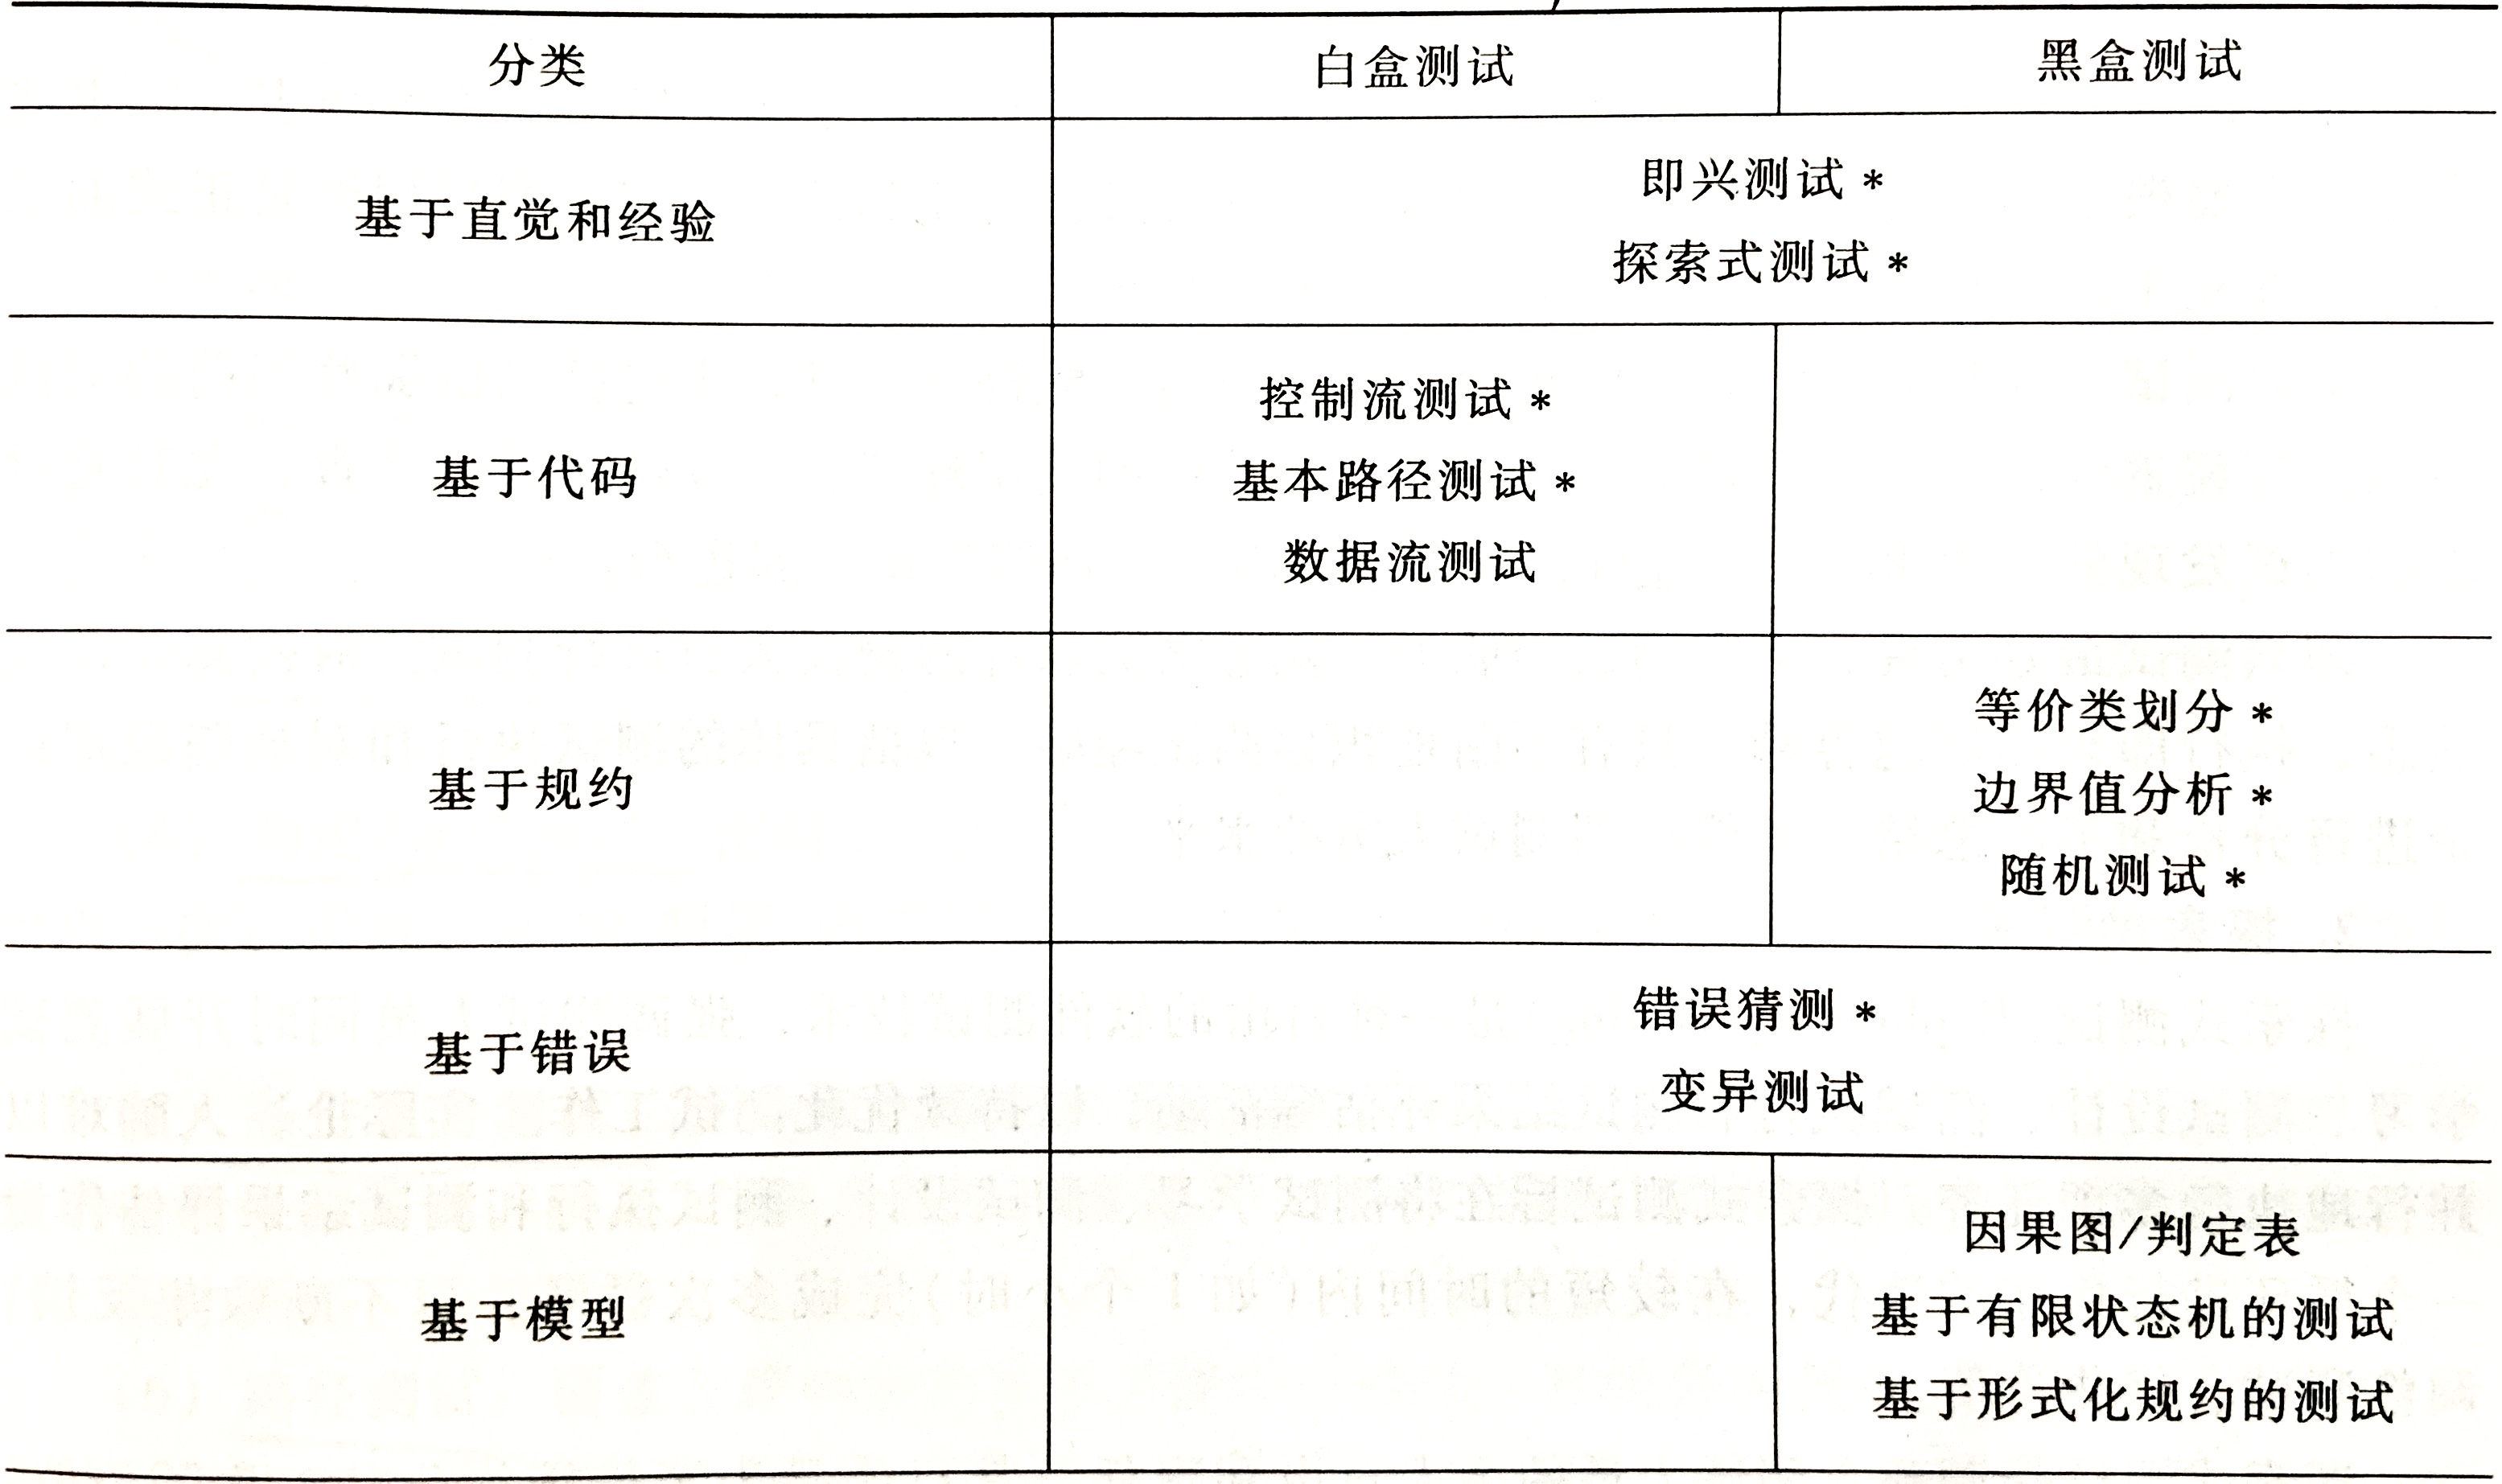 分类 白盒测试 黑盒测试
基于直觉和经验
即兴测试 *
探索式测试 *
基于代码
控制流测试 *
基本路径测试 *
数据流测试
基于规约
等价类划分 *
边界值分析 *
随机测试 *
基于错误
错误猜测 *
变异测试
基于模型
因果图/判定表
基于有限状态机的测试
基于形式化规约的测试